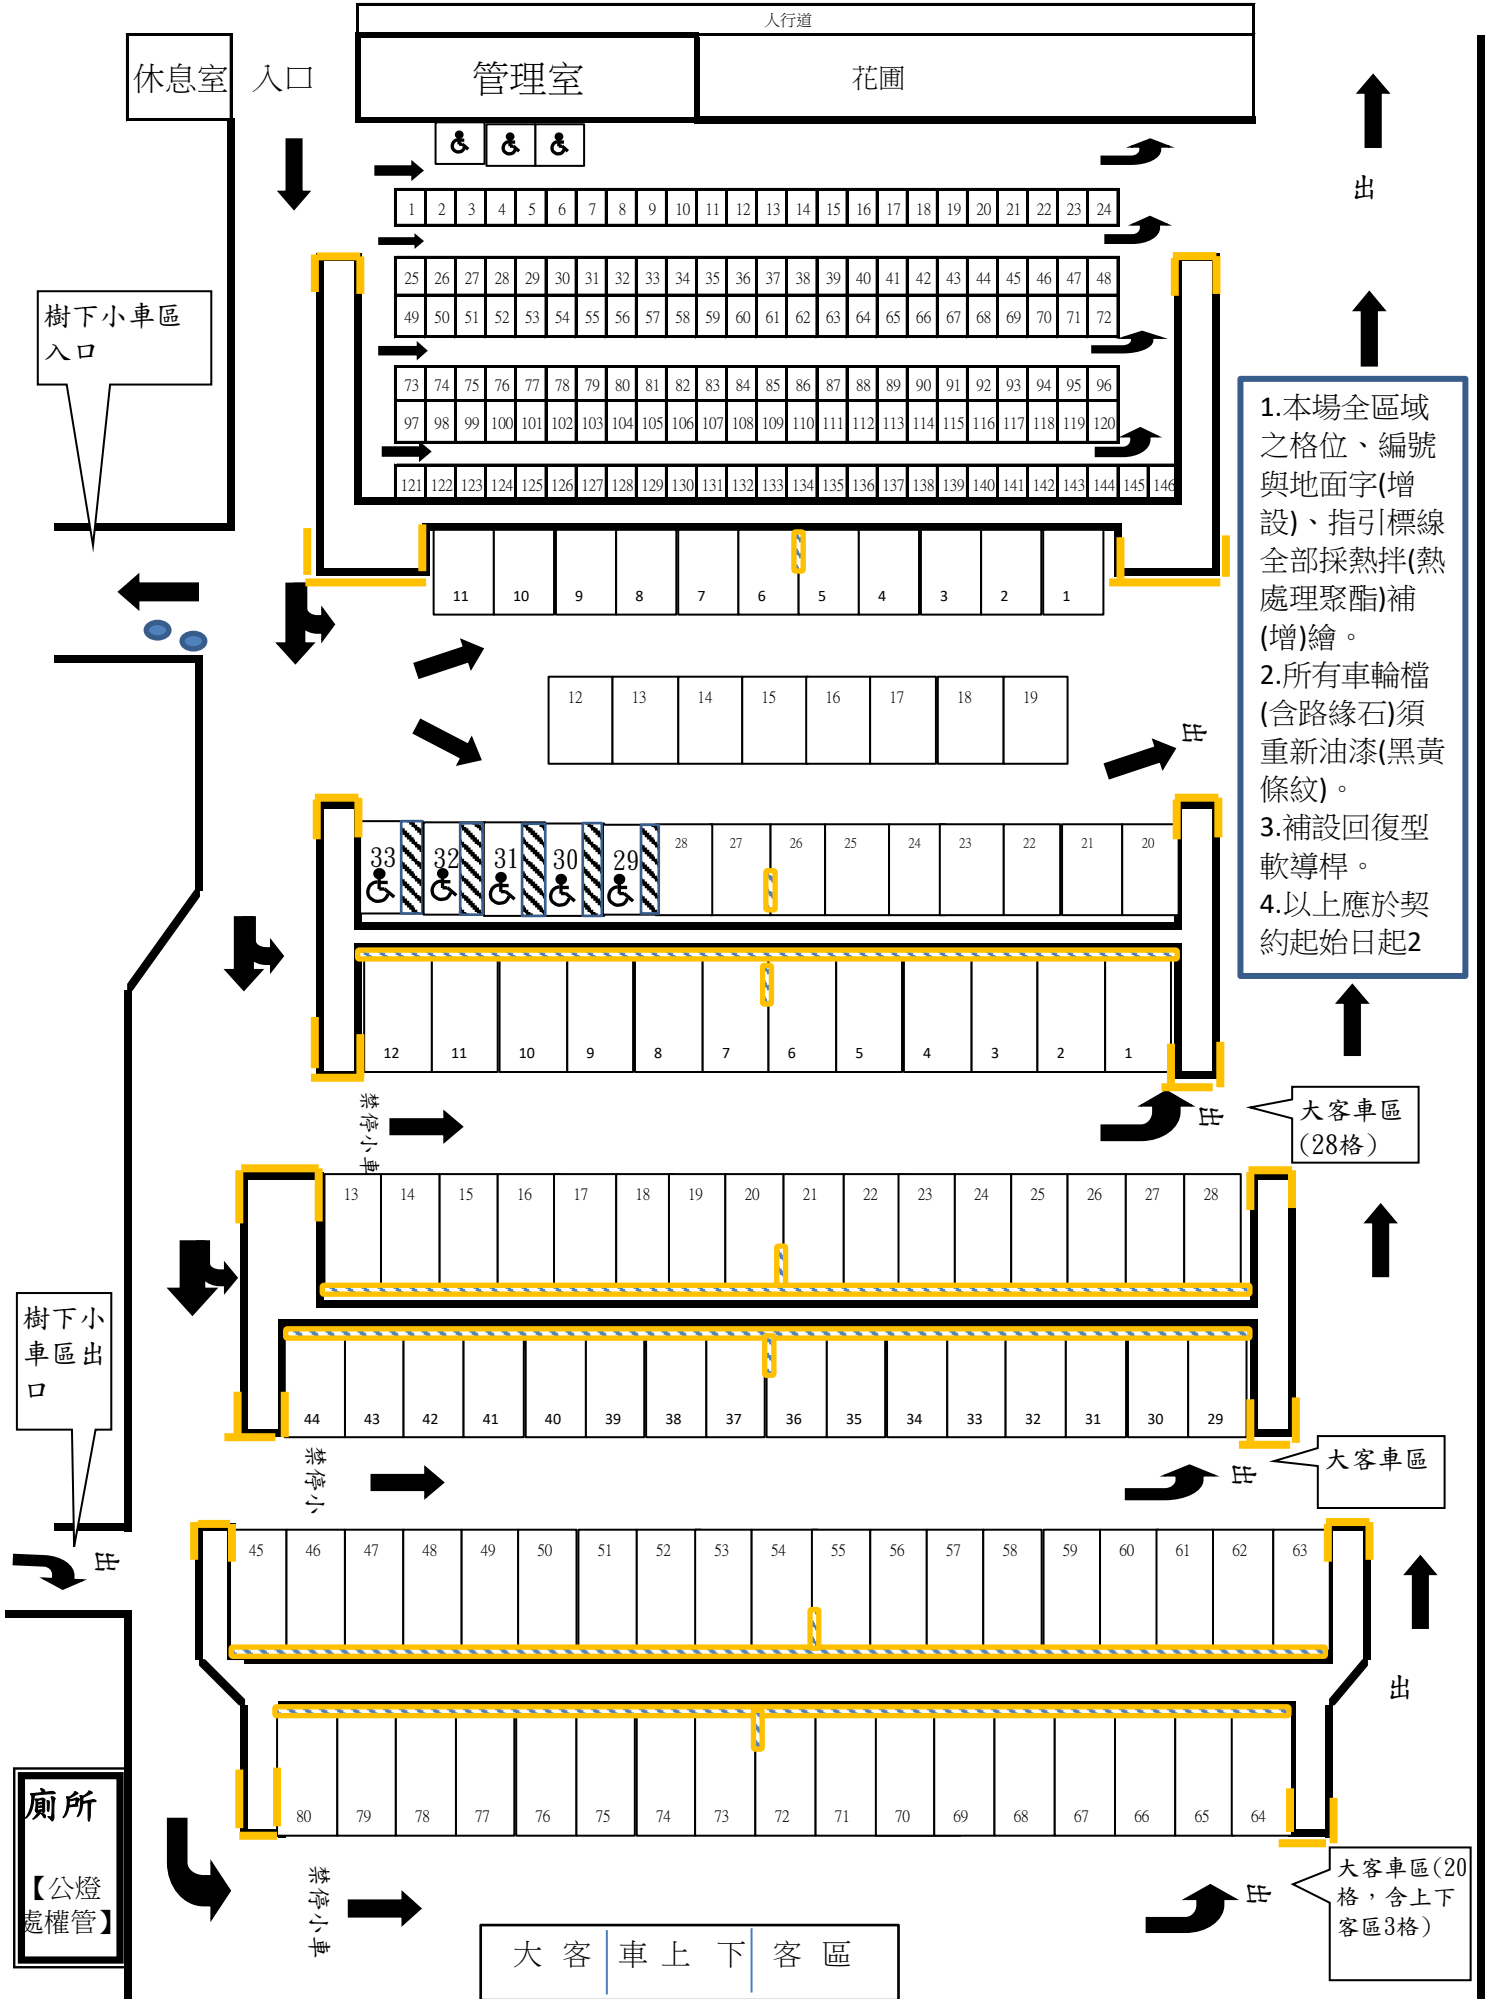 人行道
休息室
入口
管理室
花圃
出
1 2 3 4 5 6 7 8 9 10 11 12 13 14 15 16 17 18 19 20 21 22 23 24
25 26 27 28 29 30 31 32 33 34 35 36 37 38 39 40 41 42 43 44 45 46 47 48
49 50 51 52 53 54 55 56 57 58 59 60 61 62 63 64 65 66 67 68 69 70 71 72
樹下小車區
入口
73 74 75 76 77 78 79 80 81 82 83 84 85 86 87 88 89 90 91 92 93 94 95 96
97 98 99 100 101 102 103 104 105 106 107 108 109 110 111 112 113 114 115 116 117 118 119 120
121 122 123 124 125 126 127 128 129 130 131 132 133 134 135 136 137 138 139 140 141 142 143 144 145 146
1.本場全區域
之格位、編號
與地面字(增
設)、指引標線
全部採熱拌(熱
處理聚酯)補
(增)繪。
2.所有車輪檔
(含路緣石)須
重新油漆(黑黃
條紋)。
3.補設回復型
軟導桿。
4.以上應於契
約起始日起2
11 10 9 8 7 6 5 4 3 2 1
12 13 14 15 16 17 18 19
出
33 32 31 30 29 28 27 26 25 24 23 22 21 20
12 11 10 9 8 7 6 5 4 3 2 1
禁停小車
出
大客車區
(28格)
13 14 15 16 17 18 19 20 21 22 23 24 25 26 27 28
樹下小
車區出
口
44 43 42 41 40 39 38 37 36 35 34 33 32 31 30 29
禁停小
出
大客車區
45 46 47 48 49 50 51 52 53 54 55 56 57 58 59 60 61 62 63
出
出
80 79 78 77 76 75 74 73 72 71 70 69 68 67 66 65 64
廁所
【公燈
處權管】
禁停小車
出
大客車區(20
格，含上下
客區3格)
大客車上下客區